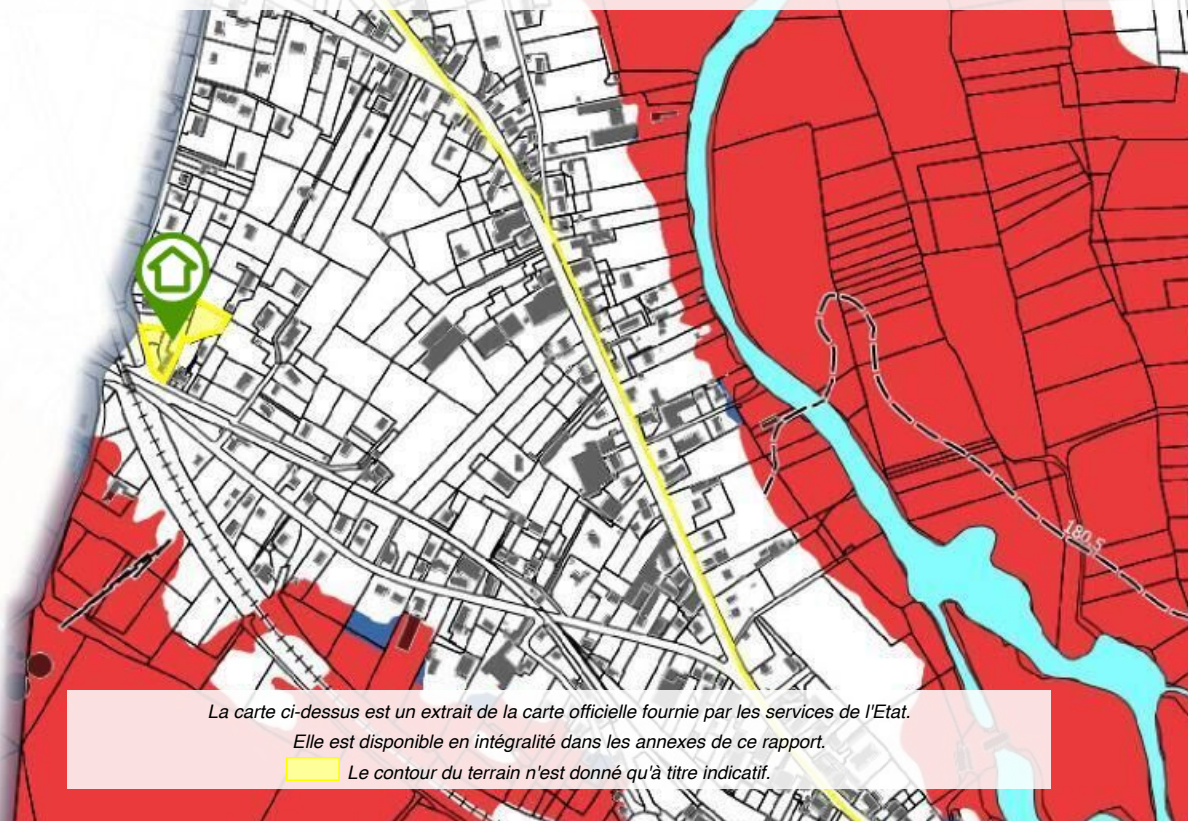 180.5
La carte ci-dessus est un extrait de la carte officielle fournie par les services de l'Etat.
Elle est disponible en intégralité dans les annexes de ce rapport.
Le contour du terrain n'est donné qu'à titre indicatif.